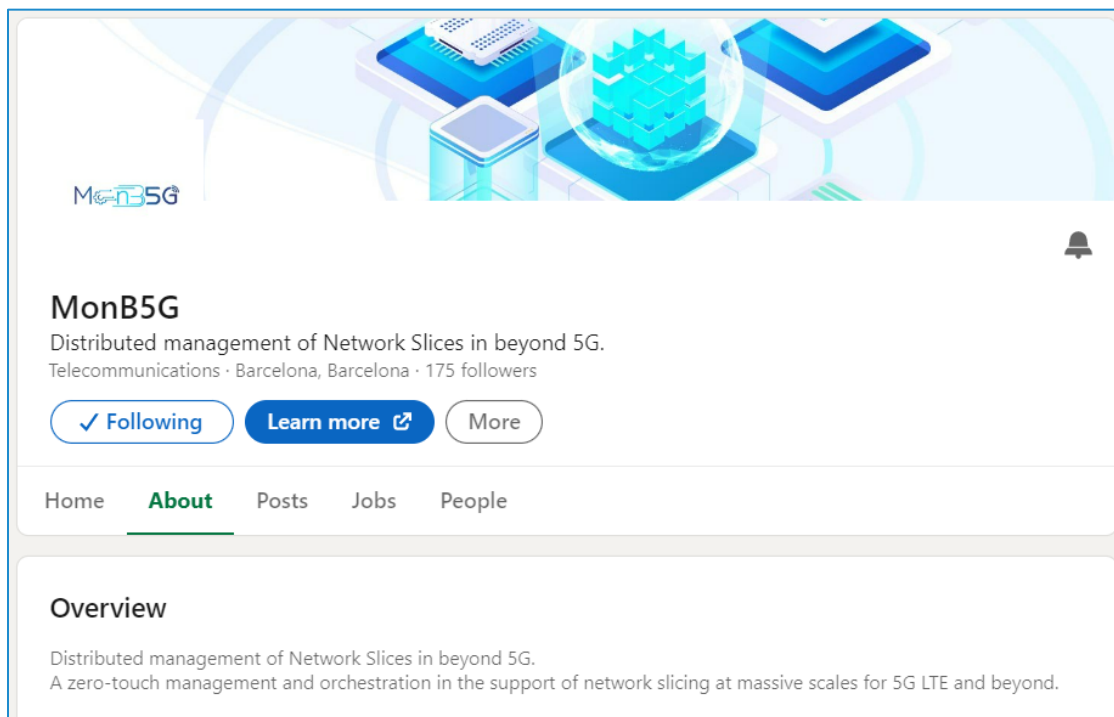 MonB5G
MonB5G
Distributed management of Network Slices in beyond 5G.
Telecommunications · Barcelona, Barcelona · 175 followers
Following
Learn more
More
Home
About
Posts
Jobs
People
Overview
Distributed management of Network Slices in beyond 5G.
A zero-touch management and orchestration in the support of network slicing at massive scales for 5G LTE and beyond.